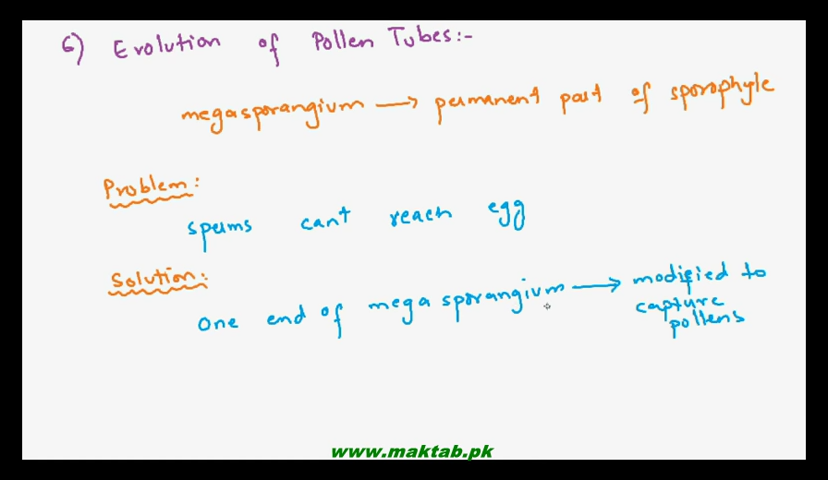 6) Evolution of Pollen Tubes:-
megasporangium → permanent part of sporophyle
Problem:
sperms can't reach egg
Solution:
One end of mega sporangium → modified to
capture
pollens
www.maktab.pk